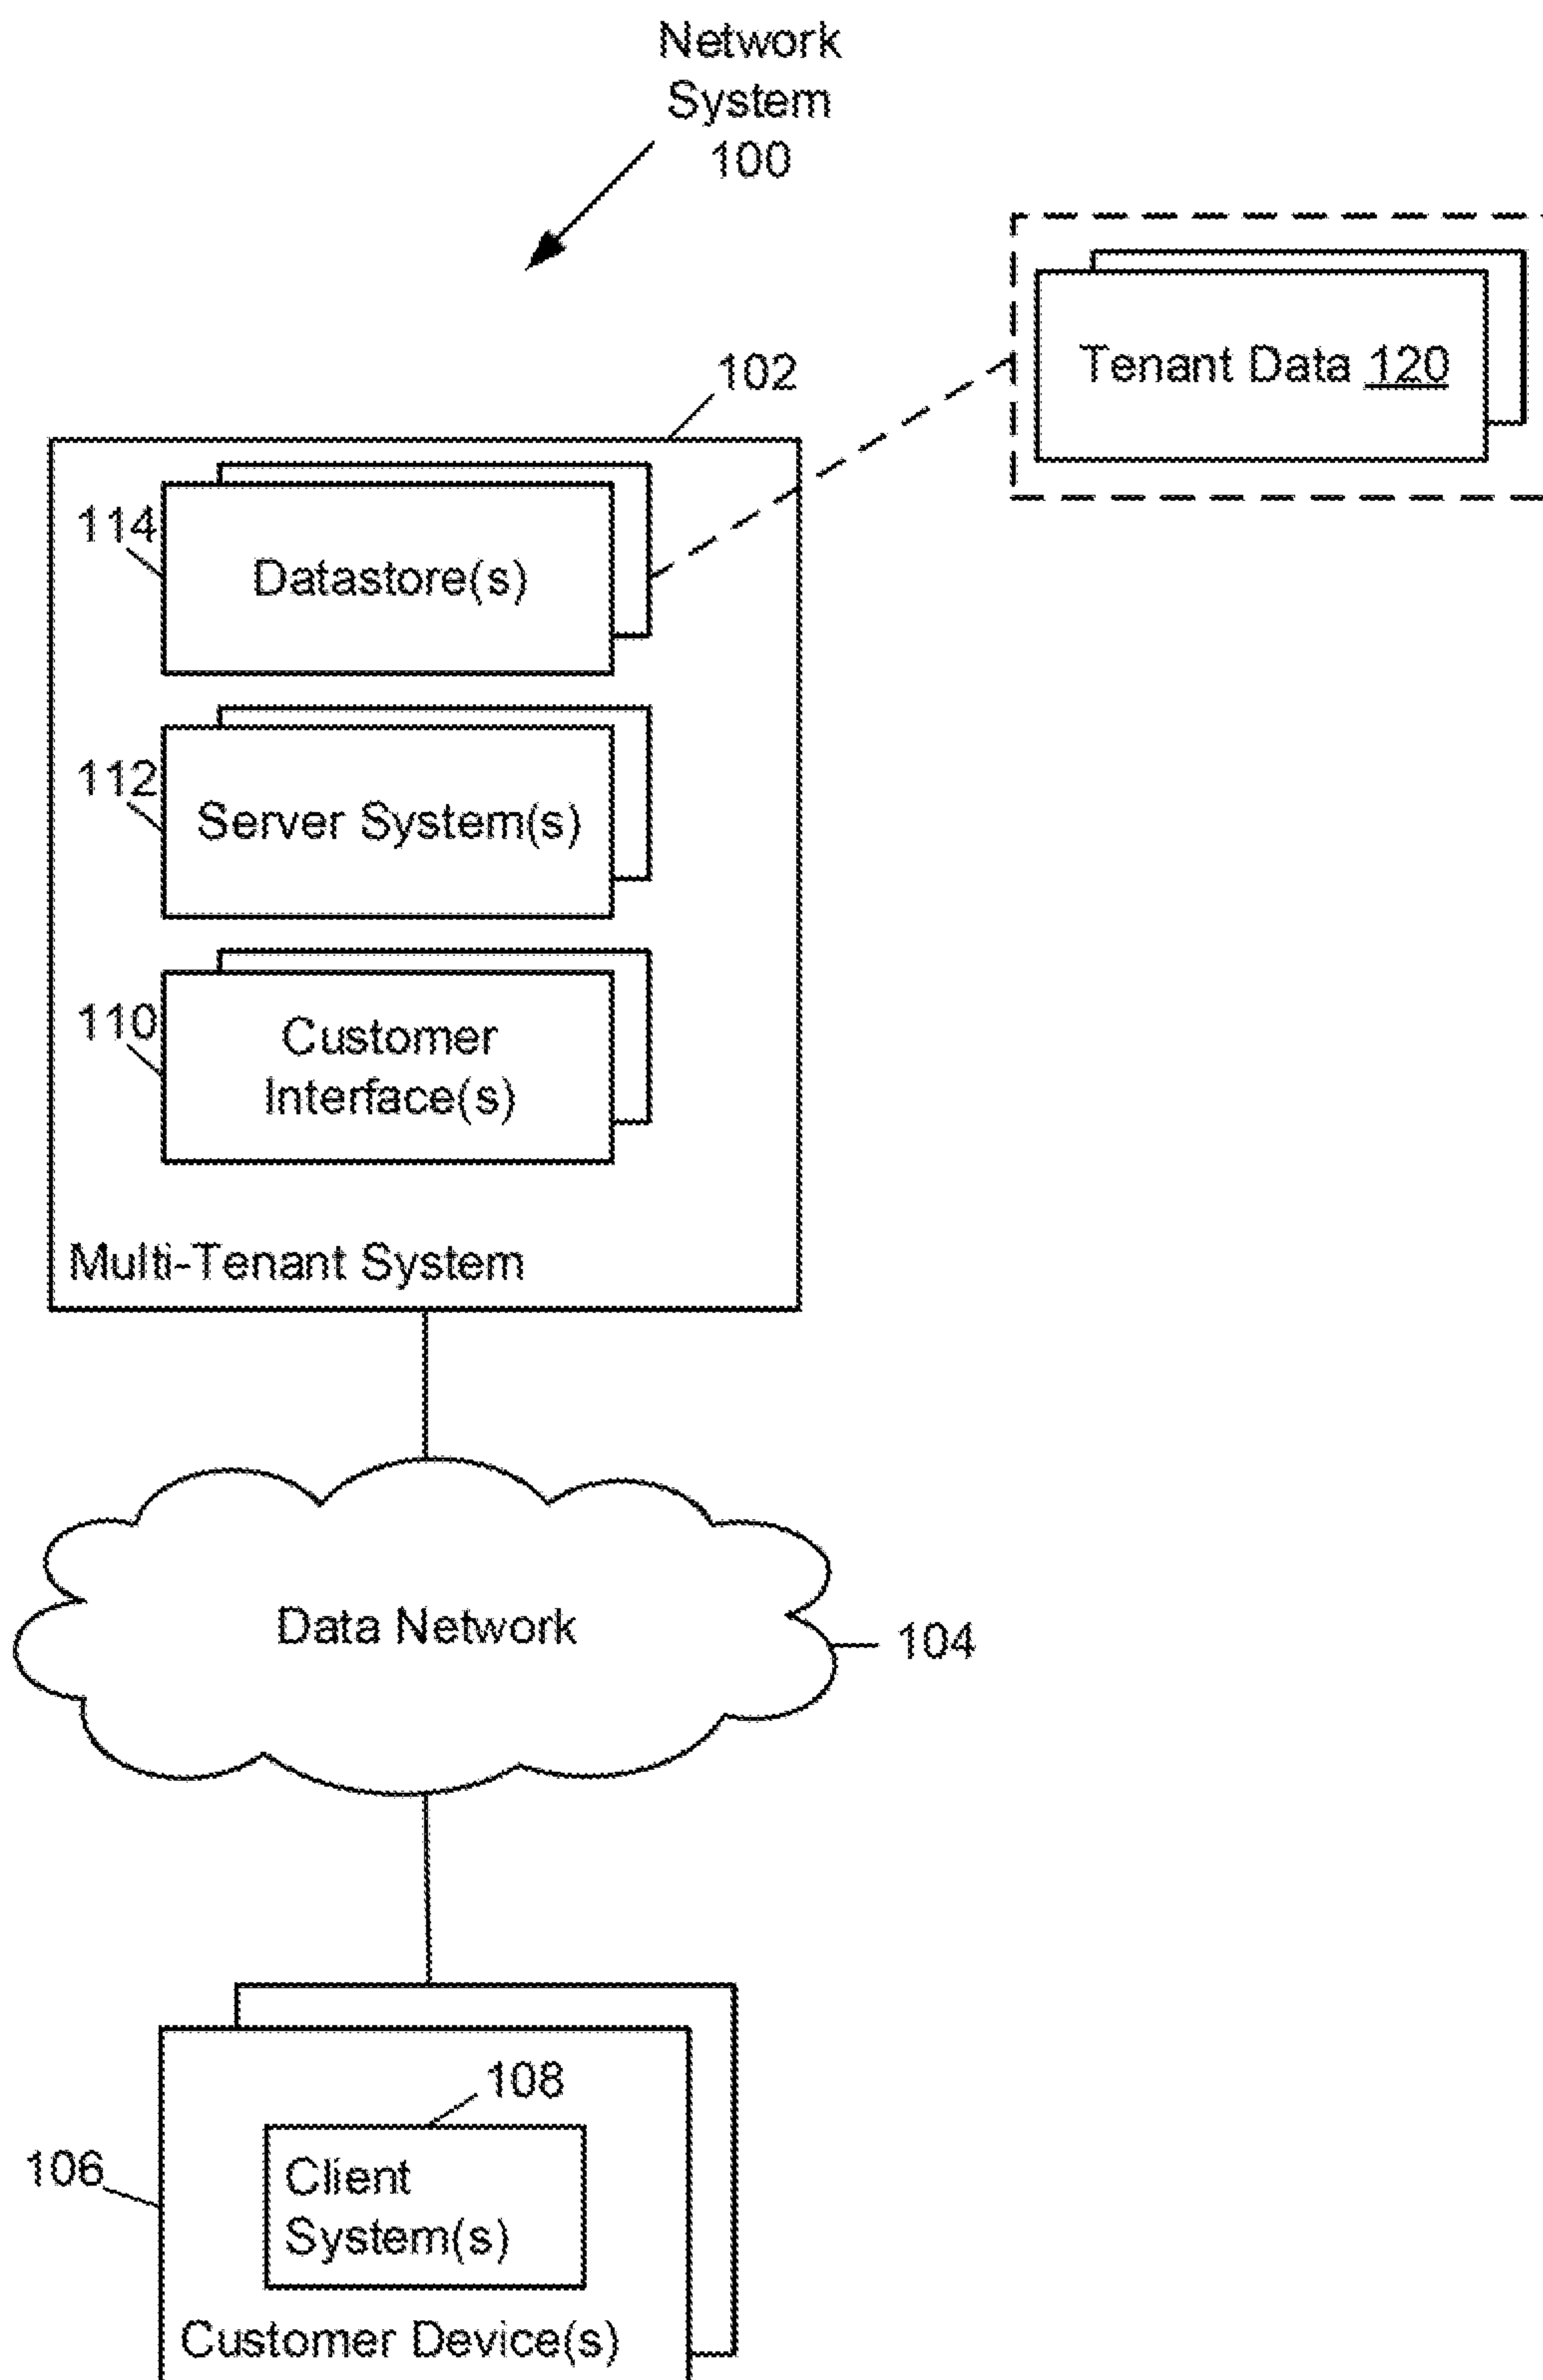 Network
System
100
Tenant Data 120
102
114
Datastore(s)
112
Server System(s)
110
Customer
Interface(s)
Multi-Tenant System
Data Network
104
108
106
Client
System(s)
Customer Device(s)